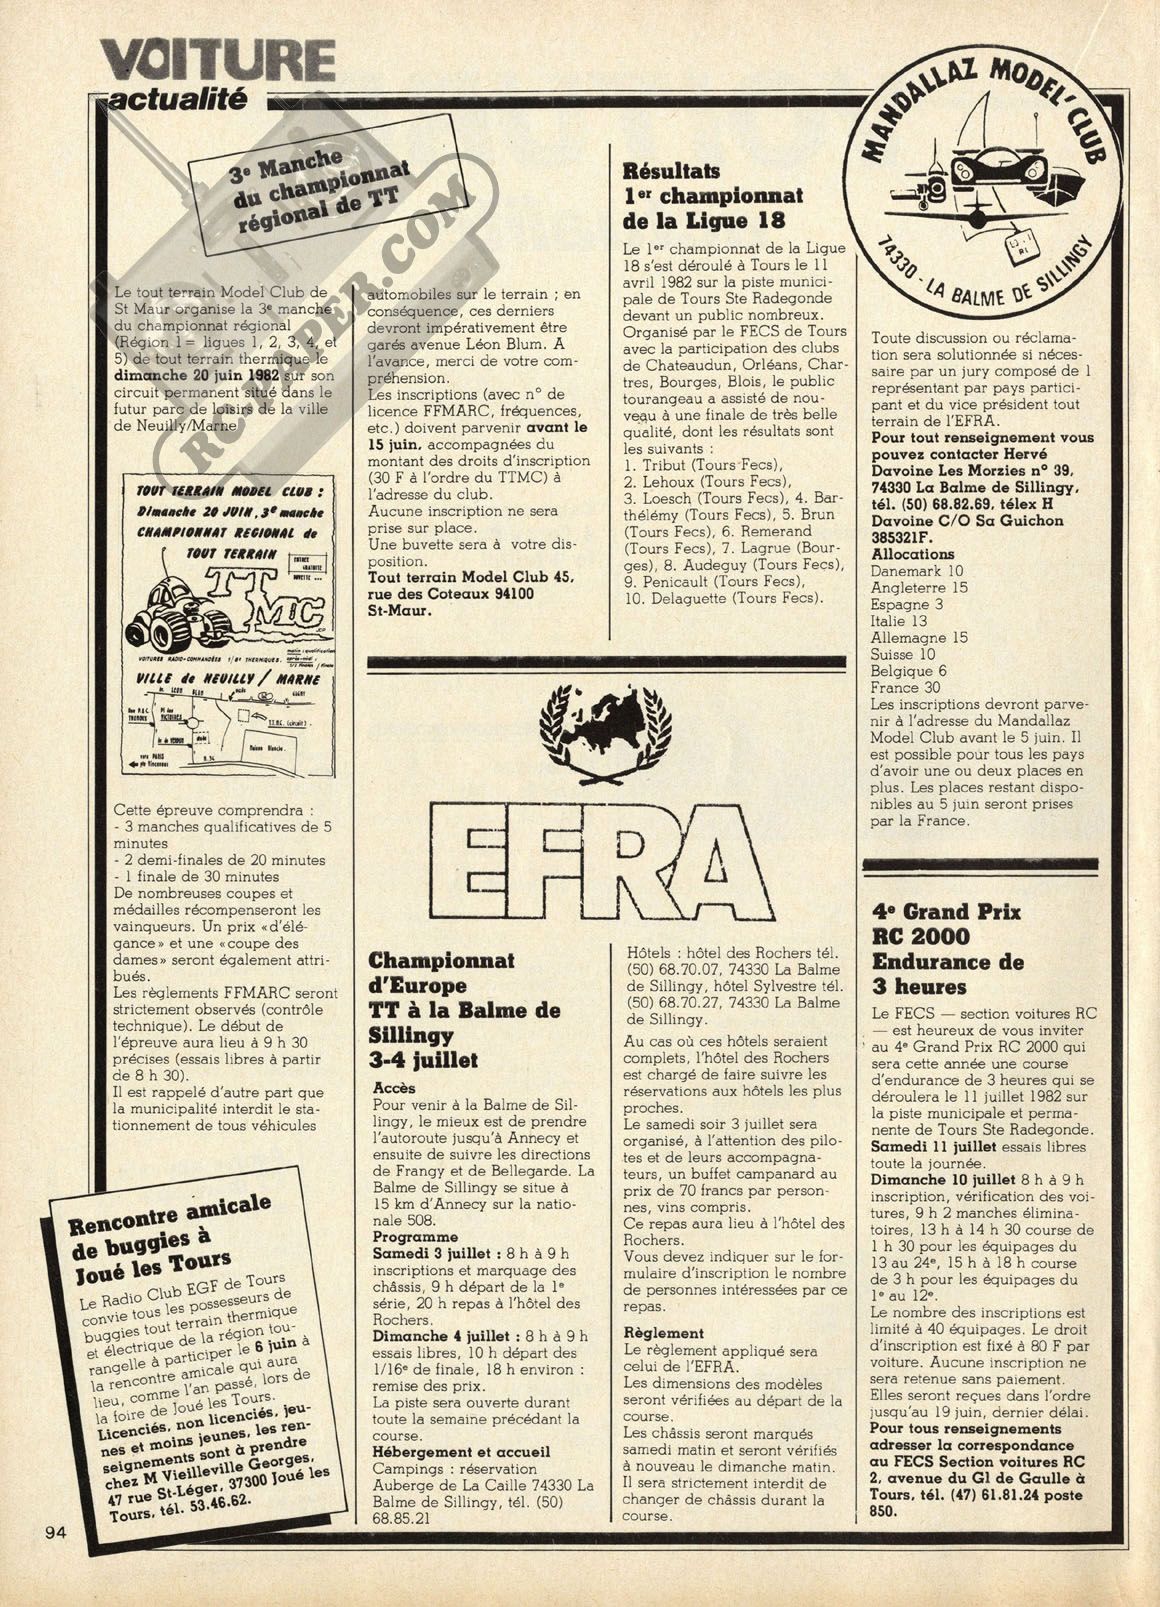 VOITURE
actualité
3e Manche
du championnat
régional de TT
Le tout terrain Model Club de
St Maur organise la 3e manche
du championnat régional
(Région 1 = ligues 1, 2, 3, 4, et
5) de tout terrain thermique le
dimanche 20 juin 1982 sur son
circuit permanent situé dans le
futur parc de loisirs de la ville
de Neuilly/Marne
TOUT TERRAIN MODEL CLUB :
Dimanche 20 JUIN, 3e manche
CHAMPIONNAT REGIONAL de
TOUT TERRAIN
ENTREE
GRATUITE
BUVETTE ...
TT
MC
matin : qualification
après-midi :
VOITURES RADIO-COMMANDÉES 1/8e THERMIQUES.
VILLE de NEUILLY / MARNE
Av. LEON BLUM
T.T.M.C. (circuit).
Maison Blanche
vers PARIS
N. 34
Cette épreuve comprendra :
- 3 manches qualificatives de 5
minutes
- 2 demi-finales de 20 minutes
- 1 finale de 30 minutes
De nombreuses coupes et
médailles récompenseront les
vainqueurs. Un prix «d'élé-
gance» et une «coupe des
dames» seront également attri-
bués.
Les règlements FFMARC seront
strictement observés (contrôle
technique). Le début de
l'épreuve aura lieu à 9 h 30
précises (essais libres à partir
de 8 h 30).
Il est rappelé d'autre part que
la municipalité interdit le sta-
tionnement de tous véhicules
automobiles sur le terrain ; en
conséquence, ces derniers
devront impérativement être
garés avenue Léon Blum. A
l'avance, merci de votre com-
préhension.
Les inscriptions (avec n° de
licence FFMARC, fréquences,
etc.) doivent parvenir avant le
15 juin, accompagnées du
montant des droits d'inscription
(30 F à l'ordre du TTMC) à
l'adresse du club.
Aucune inscription ne sera
prise sur place.
Une buvette sera à votre dis-
position.
Tout terrain Model Club 45,
rue des Coteaux 94100
St-Maur.
RC-PAPER.COM
Résultats
1er championnat
de la Ligue 18
Le 1er championnat de la Ligue
18 s'est déroulé à Tours le 11
avril 1982 sur la piste munici-
pale de Tours Ste Radegonde
devant un public nombreux.
Organisé par le FECS de Tours
avec la participation des clubs
de Chateaudun, Orléans, Char-
tres, Bourges, Blois, le public
tourangeau a assisté de nou-
veau à une finale de très belle
qualité, dont les résultats sont
les suivants :
1. Tribut (Tours Fecs),
2. Lehoux (Tours Fecs),
3. Loesch (Tours Fecs), 4. Bar-
thélémy (Tours Fecs), 5. Brun
(Tours Fecs), 6. Remerand
(Tours Fecs), 7. Lagrue (Bour-
ges), 8. Audeguy (Tours Fecs),
9. Penicault (Tours Fecs),
10. Delaguette (Tours Fecs).
EFRA
Championnat
d'Europe
TT à la Balme de
Sillingy
3-4 juillet
Accès
Pour venir à la Balme de Sil-
lingy, le mieux est de prendre
l'autoroute jusqu'à Annecy et
ensuite de suivre les directions
de Frangy et de Bellegarde. La
Balme de Sillingy se situe à
15 km d'Annecy sur la natio-
nale 508.
Programme
Samedi 3 juillet : 8 h à 9 h
inscriptions et marquage des
châssis, 9 h départ de la 1e
série, 20 h repas à l'hôtel des
Rochers.
Dimanche 4 juillet : 8 h à 9 h
essais libres, 10 h départ des
1/16e de finale, 18 h environ :
remise des prix.
La piste sera ouverte durant
toute la semaine précédant la
course.
Hébergement et accueil
Campings : réservation
Auberge de La Caille 74330 La
Balme de Sillingy, tél. (50)
68.85.21
Hôtels : hôtel des Rochers tél.
(50) 68.70.07, 74330 La Balme
de Sillingy, hôtel Sylvestre tél.
(50) 68.70.27, 74330 La Balme
de Sillingy.
Au cas où ces hôtels seraient
complets, l'hôtel des Rochers
est chargé de faire suivre les
réservations aux hôtels les plus
proches.
Le samedi soir 3 juillet sera
organisé, à l'attention des pilo-
tes et de leurs accompagna-
teurs, un buffet campanard au
prix de 70 francs par person-
nes, vins compris.
Ce repas aura lieu à l'hôtel des
Rochers.
Vous devez indiquer sur le for-
mulaire d'inscription le nombre
de personnes intéressées par ce
repas.
Règlement
Le règlement appliqué sera
celui de l'EFRA.
Les dimensions des modèles
seront vérifiées au départ de la
course.
Les châssis seront marqués
samedi matin et seront vérifiés
à nouveau le dimanche matin.
Il sera strictement interdit de
changer de châssis durant la
course.
MANDALLAZ MODEL'CLUB
74330 - LA BALME DE SILLINGY
Toute discussion ou réclama-
tion sera solutionnée si néces-
saire par un jury composé de 1
représentant par pays partici-
pant et du vice président tout
terrain de l'EFRA.
Pour tout renseignement vous
pouvez contacter Hervé
Davoine Les Morzies n° 39,
74330 La Balme de Sillingy,
tél. (50) 68.82.69, télex H
Davoine C/O Sa Guichon
385321F.
Allocations
Danemark 10
Angleterre 15
Espagne 3
Italie 13
Allemagne 15
Suisse 10
Belgique 6
France 30
Les inscriptions devront parve-
nir à l'adresse du Mandallaz
Model Club avant le 5 juin. Il
est possible pour tous les pays
d'avoir une ou deux places en
plus. Les places restant dispo-
nibles au 5 juin seront prises
par la France.
4e Grand Prix
RC 2000
Endurance de
3 heures
Le FECS — section voitures RC
— est heureux de vous inviter
au 4e Grand Prix RC 2000 qui
sera cette année une course
d'endurance de 3 heures qui se
déroulera le 11 juillet 1982 sur
la piste municipale et perma-
nente de Tours Ste Radegonde.
Samedi 11 juillet essais libres
toute la journée.
Dimanche 10 juillet 8 h à 9 h
inscription, vérification des voi-
tures, 9 h 2 manches élimina-
toires, 13 h à 14 h 30 course de
1 h 30 pour les équipages du
13 au 24e, 15 h à 18 h course
de 3 h pour les équipages du
1e au 12e.
Le nombre des inscriptions est
limité à 40 équipages. Le droit
d'inscription est fixé à 80 F par
voiture. Aucune inscription ne
sera retenue sans paiement.
Elles seront reçues dans l'ordre
jusqu'au 19 juin, dernier délai.
Pour tous renseignements
adresser la correspondance
au FECS Section voitures RC
2, avenue du Gl de Gaulle à
Tours, tél. (47) 61.81.24 poste
850.
Rencontre amicale
de buggies à
Joué les Tours
Le Radio Club EGF de Tours
convie tous les possesseurs de
buggies tout terrain thermique
et électrique de la région tou-
rangelle à participer le 6 juin à
la rencontre amicale qui aura
lieu, comme l'an passé, lors de
la foire de Joué les Tours.
Licenciés, non licenciés, jeu-
nes et moins jeunes, les ren-
seignements sont à prendre
chez M Vieilleville Georges,
47 rue St-Léger, 37300 Joué les
Tours, tél. 53.46.62.
94